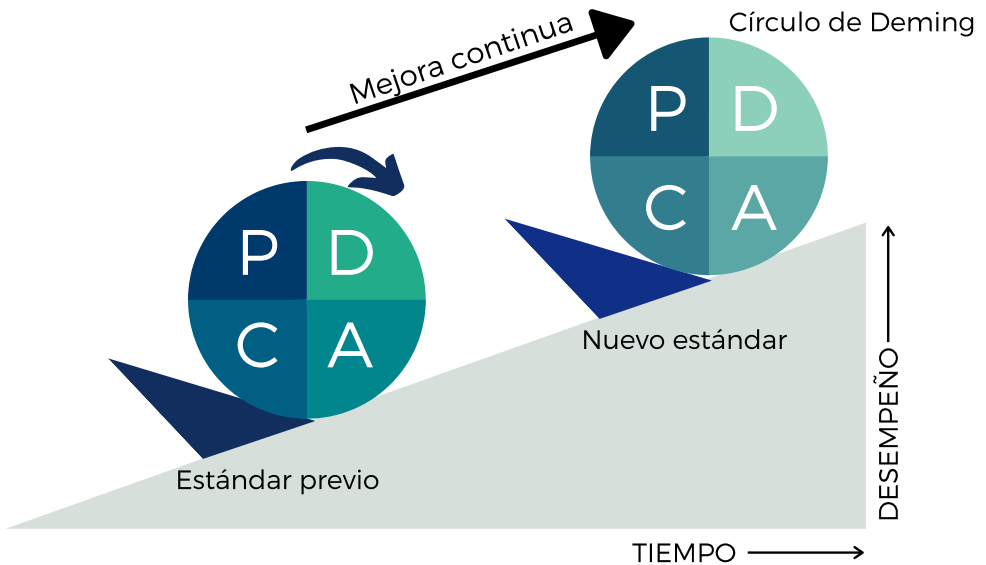 Círculo de Deming
Mejora continua
P D
C A
P D
C A
Nuevo estándar
Estándar previo
DESEMPEÑO
TIEMPO